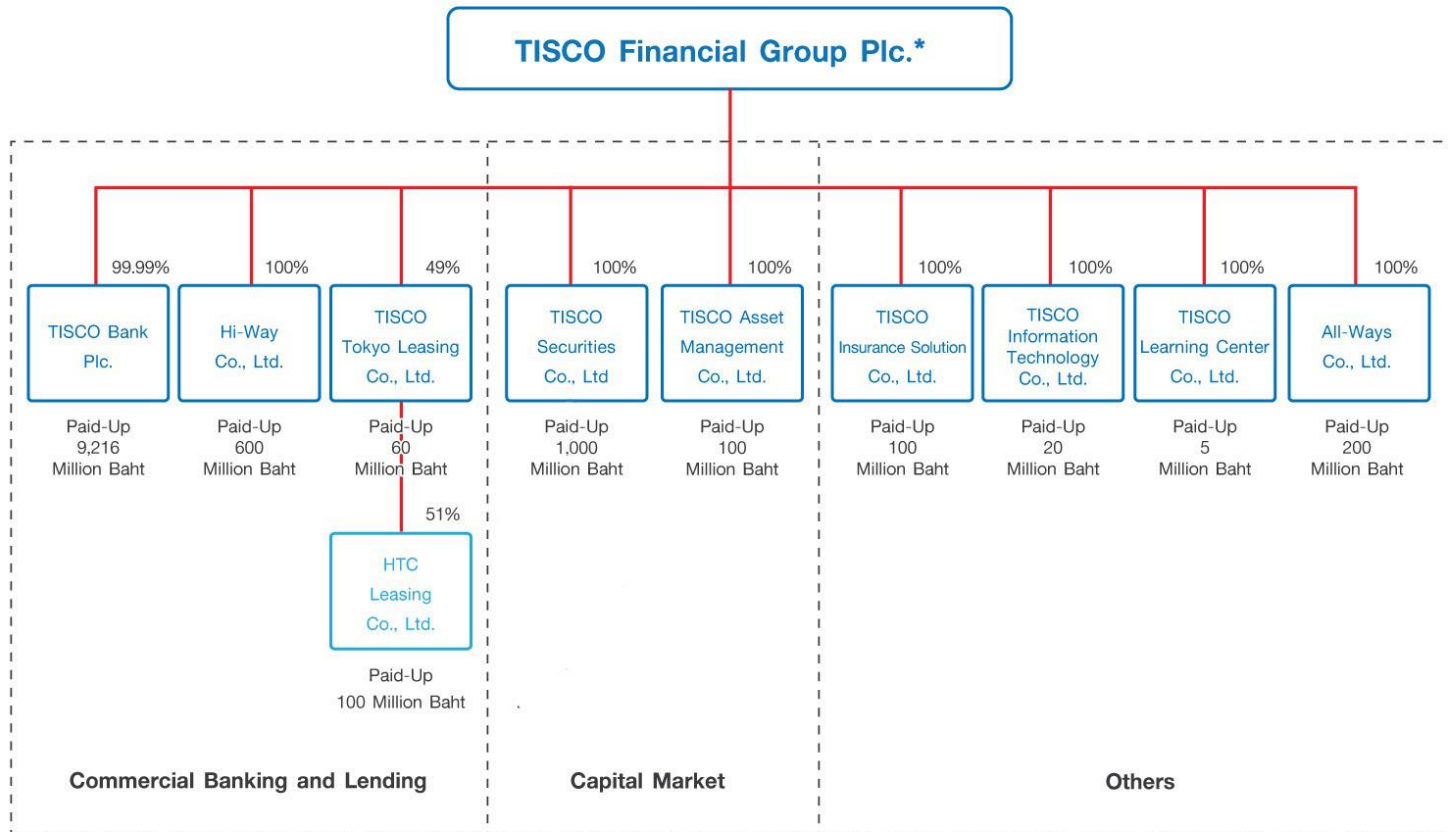 TISCO Financial Group Plc.*
99.99%
TISCO Bank
Plc.
Paid-Up
9,216
Million Baht
100%
Hi-Way
Co., Ltd.
Paid-Up
600
Million Baht
49%
TISCO
Tokyo Leasing
Co., Ltd.
Paid-Up
60
Million Baht
51%
HTC
Leasing
Co., Ltd.
Paid-Up
100 Million Baht
Commercial Banking and Lending
100%
TISCO
Securities
Co., Ltd
Paid-Up
1,000
Million Baht
100%
TISCO Asset
Management
Co., Ltd.
Paid-Up
100
Million Baht
Capital Market
100%
TISCO
Insurance Solution
Co., Ltd.
Paid-Up
100
Million Baht
100%
TISCO
Information
Technology
Co., Ltd.
Paid-Up
20
Million Baht
100%
TISCO
Learning Center
Co., Ltd.
Paid-Up
5
Million Baht
100%
All-Ways
Co., Ltd.
Paid-Up
200
Million Baht
Others